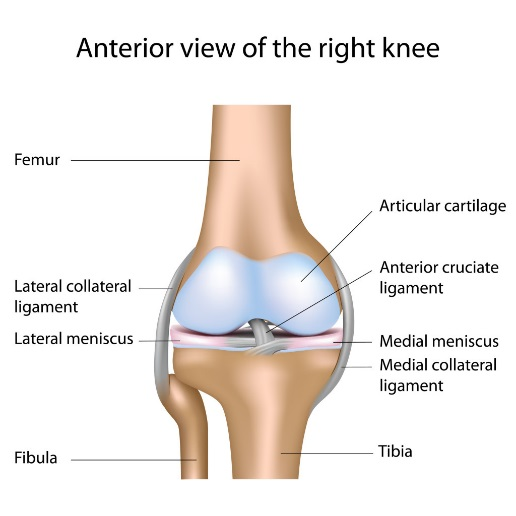 Anterior view of the right knee
Femur
Articular cartilage
Anterior cruciate
ligament
Lateral collateral
ligament
Lateral meniscus
Medial meniscus
Medial collateral
ligament
Fibula
Tibia